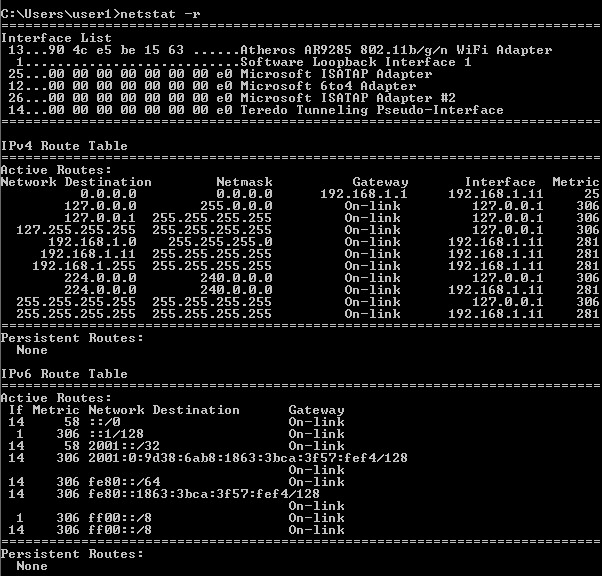 C:\Users\user1>netstat -r
===========================================================================
Interface List
 13...90 4c e5 be 15 63 ......Atheros AR9285 802.11b/g/n WiFi Adapter
  1...........................Software Loopback Interface 1
 25...00 00 00 00 00 00 00 e0 Microsoft ISATAP Adapter
 12...00 00 00 00 00 00 00 e0 Microsoft 6to4 Adapter
 26...00 00 00 00 00 00 00 e0 Microsoft ISATAP Adapter #2
 14...00 00 00 00 00 00 00 e0 Teredo Tunneling Pseudo-Interface
===========================================================================
IPv4 Route Table
===========================================================================
Active Routes:
Network Destination        Netmask          Gateway       Interface  Metric
          0.0.0.0          0.0.0.0      192.168.1.1     192.168.1.11     25
        127.0.0.0        255.0.0.0         On-link         127.0.0.1    306
        127.0.0.1  255.255.255.255         On-link         127.0.0.1    306
  127.255.255.255  255.255.255.255         On-link         127.0.0.1    306
      192.168.1.0    255.255.255.0         On-link      192.168.1.11    281
     192.168.1.11  255.255.255.255         On-link      192.168.1.11    281
    192.168.1.255  255.255.255.255         On-link      192.168.1.11    281
        224.0.0.0        240.0.0.0         On-link         127.0.0.1    306
        224.0.0.0        240.0.0.0         On-link      192.168.1.11    281
  255.255.255.255  255.255.255.255         On-link         127.0.0.1    306
  255.255.255.255  255.255.255.255         On-link      192.168.1.11    281
===========================================================================
Persistent Routes:
  None
IPv6 Route Table
===========================================================================
Active Routes:
 If Metric Network Destination      Gateway
 14     58 ::/0                     On-link
  1    306 ::1/128                  On-link
 14     58 2001::/32                On-link
 14    306 2001:0:9d38:6ab8:1863:3bca:3f57:fef4/128
                                    On-link
 14    306 fe80::/64                On-link
 14    306 fe80::1863:3bca:3f57:fef4/128
                                    On-link
  1    306 ff00::/8                 On-link
 14    306 ff00::/8                 On-link
===========================================================================
Persistent Routes:
  None